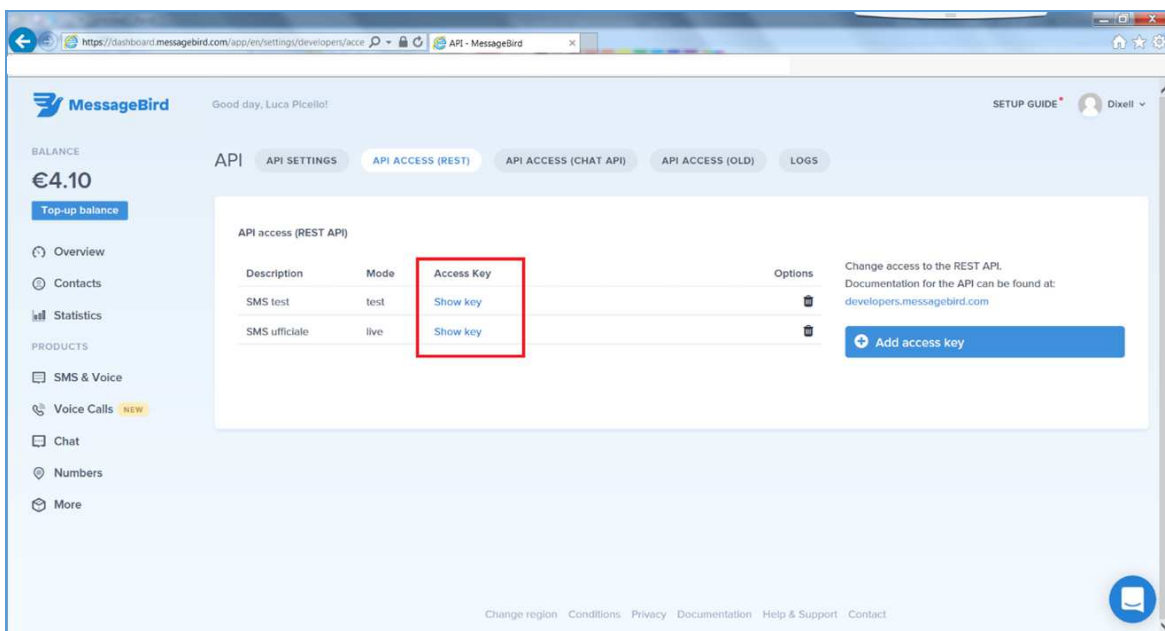 https://dashboard.messagebird.com/app/en/settings/developers/acce
API - MessageBird
MessageBird
Good day, Luca Picello!
SETUP GUIDE
Dixell
BALANCE
€4.10
Top-up balance
Overview
Contacts
Statistics
PRODUCTS
SMS & Voice
Voice Calls NEW
Chat
Numbers
More
API
API SETTINGS
API ACCESS (REST)
API ACCESS (CHAT API)
API ACCESS (OLD)
LOGS
API access (REST API)
Description Mode Access Key Options
SMS test test Show key
SMS ufficiale live Show key
Change access to the REST API.
Documentation for the API can be found at:
developers.messagebird.com
Add access key
Change region Conditions Privacy Documentation Help & Support Contact